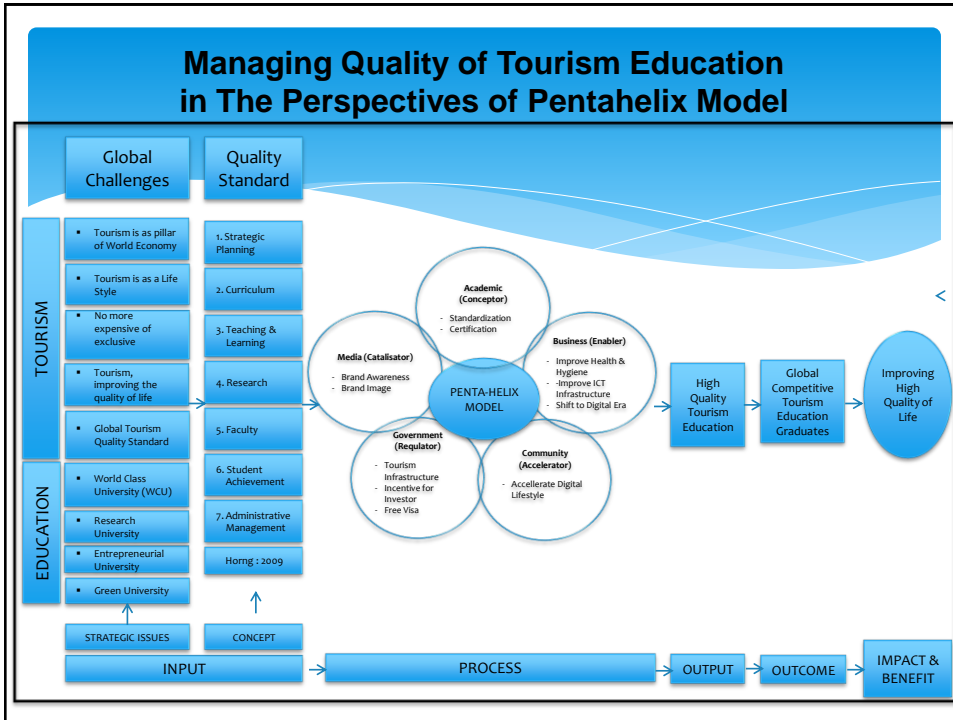 Managing Quality of Tourism Education
in The Perspectives of Pentahelix Model
Global
Challenges
Quality
Standard
TOURISM
▪ Tourism is as pillar
of World Economy
▪ Tourism is as a Life
Style
▪ No more
expensive of
exclusive
▪ Tourism,
improving the
quality of life
▪ Global Tourism
Quality Standard
EDUCATION
▪ World Class
University (WCU)
▪ Research
University
▪ Entrepreneurial
University
▪ Green University
1. Strategic
Planning
2. Curriculum
3. Teaching &
Learning
4. Research
5. Faculty
6. Student
Achievement
7. Administrative
Management
Horng : 2009
Academic
(Conceptor)
- Standardization
- Certification
Media (Catalisator)
- Brand Awareness
- Brand Image
Business (Enabler)
- Improve Health &
Hygiene
- -Improve ICT
Infrastructure
- Shift to Digital Era
PENTA-HELIX
MODEL
Government
(Requlator)
- Tourism
Infrastructure
- Incentive for
Investor
- Free Visa
Community
(Accelerator)
- Accellerate Digital
Lifestyle
High
Quality
Tourism
Education
Global
Competitive
Tourism
Education
Graduates
Improving
High
Quality of
Life
STRATEGIC ISSUES
CONCEPT
INPUT
PROCESS
OUTPUT
OUTCOME
IMPACT &
BENEFIT